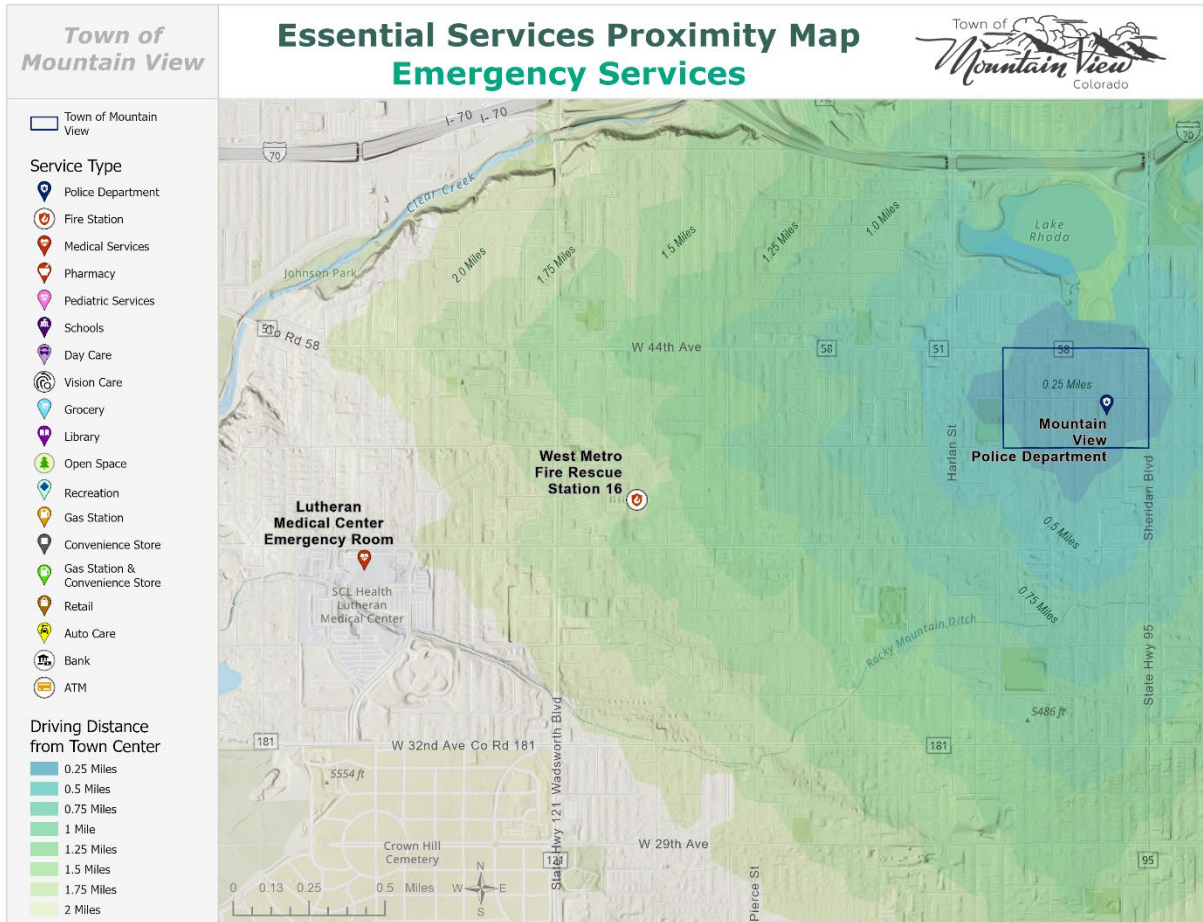 Town of
Mountain View
Essential Services Proximity Map
Emergency Services
Town of
Mountain View
Colorado
Town of Mountain
View
Service Type
Police Department
Fire Station
Medical Services
Pharmacy
Pediatric Services
Schools
Day Care
Vision Care
Grocery
Library
Open Space
Recreation
Gas Station
Convenience Store
Gas Station &
Convenience Store
Retail
Auto Care
Bank
ATM
Driving Distance
from Town Center
0.25 Miles
0.5 Miles
0.75 Miles
1 Mile
1.25 Miles
1.5 Miles
1.75 Miles
2 Miles
I- 70
I- 70
70
70
Clear Creek
Johnson Park
2.0 Miles
1.75 Miles
1.5 Miles
1.25 Miles
1.0 Miles
Lake
Rhoda
Co Rd 58
W 44th Ave
58
51
58
0.25 Miles
Mountain
View
Police Department
Harlan St
Sheridan Blvd
West Metro
Fire Rescue
Station 16
Lutheran
Medical Center
Emergency Room
SCL Health
Lutheran
Medical Center
0.5 Miles
0.75 Miles
Rocky Mountain Ditch
State Hwy 95
5486 ft
181
W 32nd Ave Co Rd 181
181
5554 ft
State Hwy 121 Wadsworth Blvd
Crown Hill
Cemetery
W 29th Ave
121
95
Pierce St
0 0.13 0.25 0.5 Miles
N
W E
S